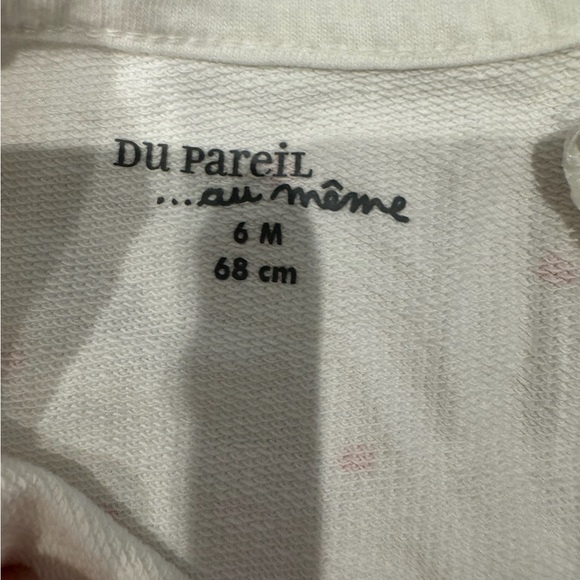 Du Pareil
...au même
6 M
68 cm